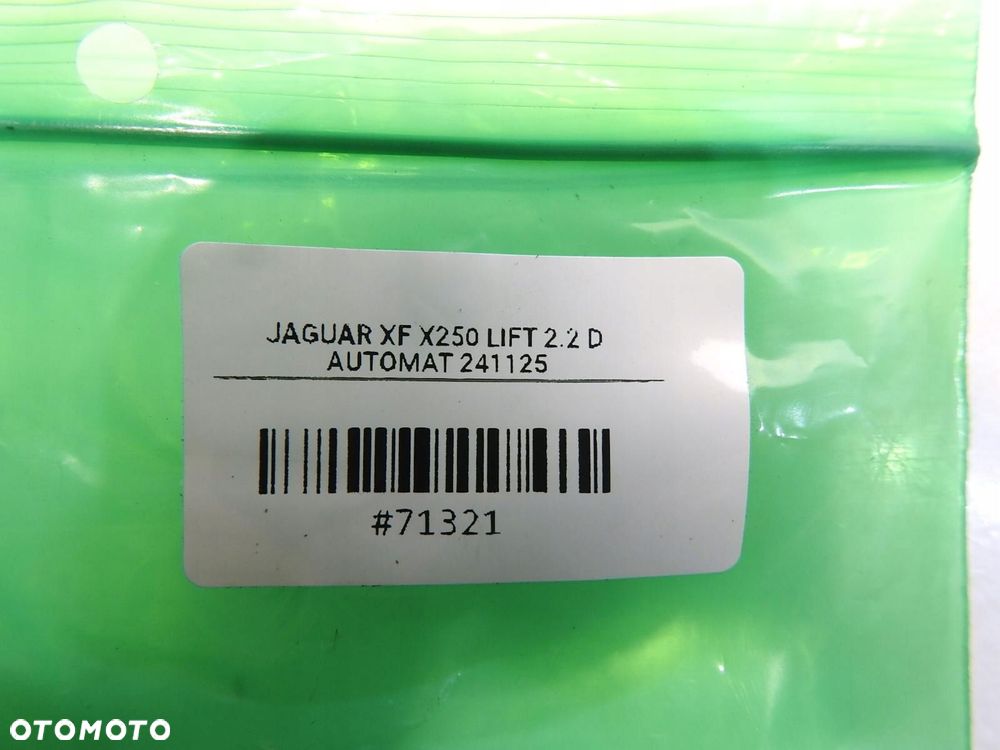 JAGUAR XF X250 LIFT 2.2 D
AUTOMAT 241125
#71321
OTOMOTO